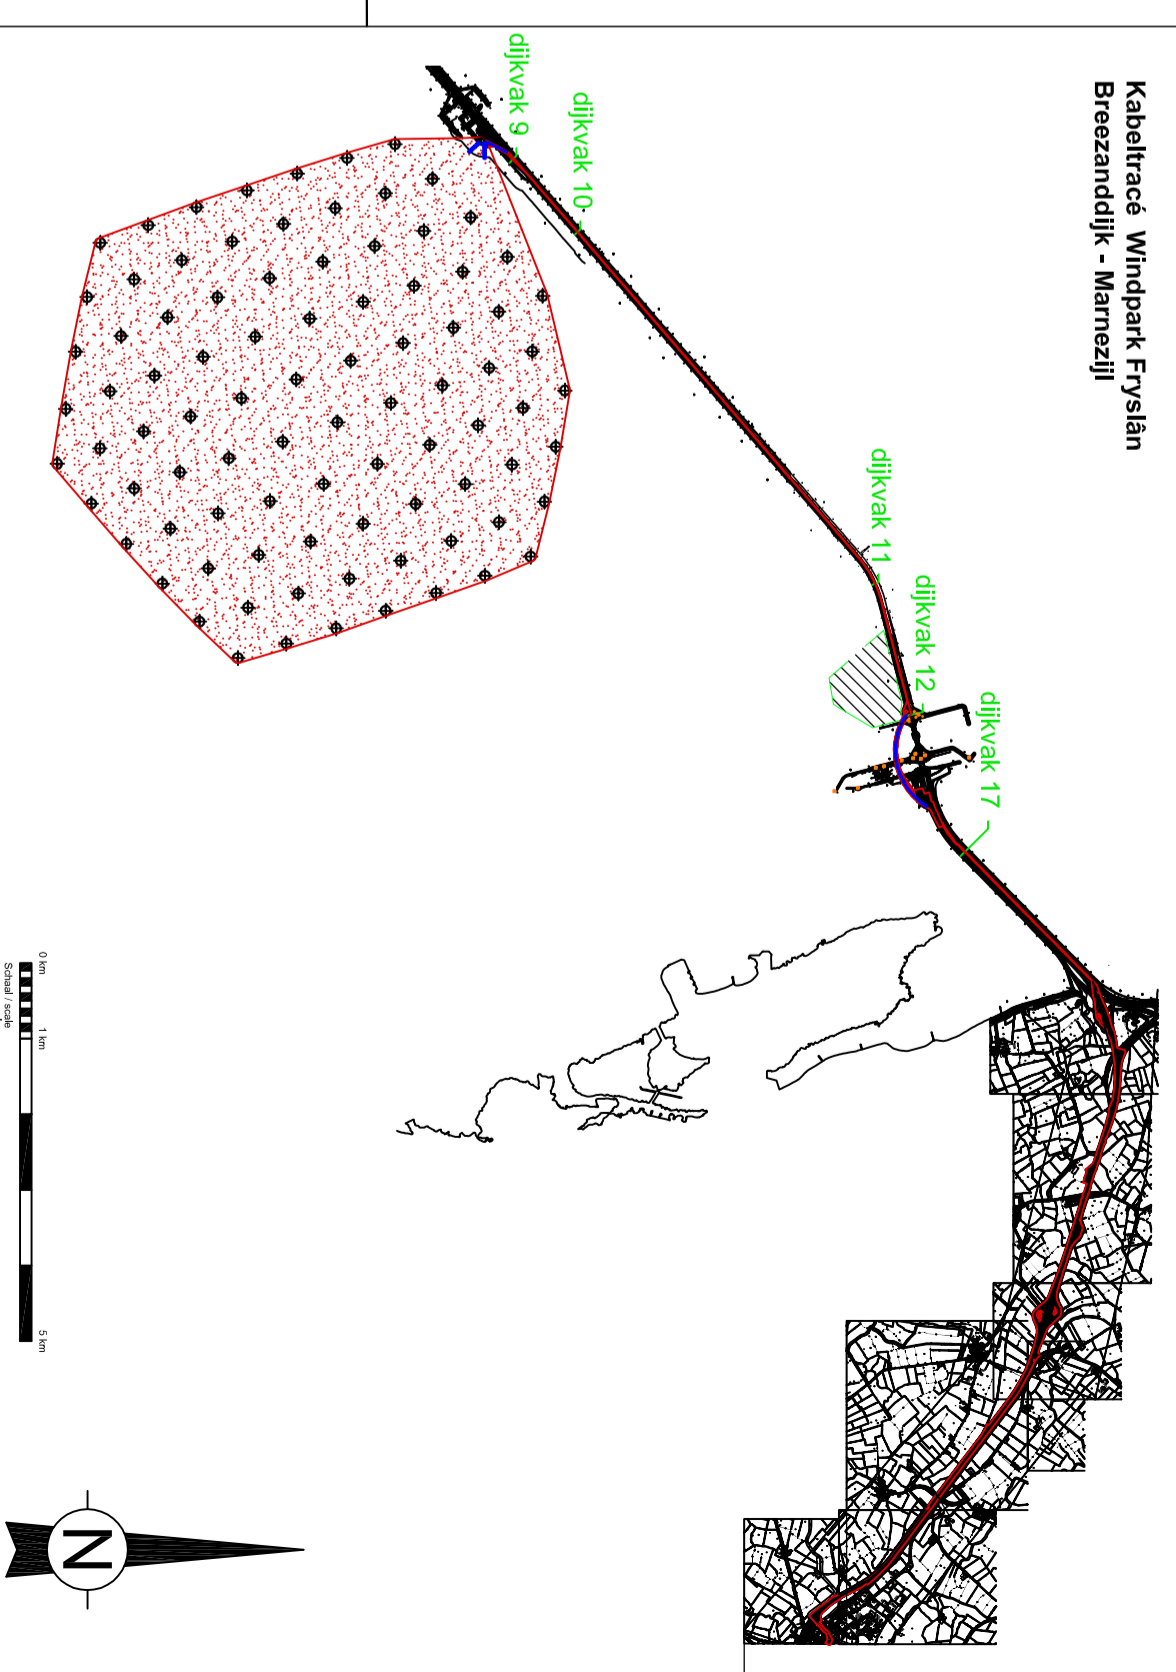 Kabeltracé Windpark Fryslân
Breezanddijk - Marnezijl
dijkvak 9
dijkvak 10
dijkvak 11
dijkvak 12
dijkvak 17
0 km
1 km
5 km
Schaal / scale
N